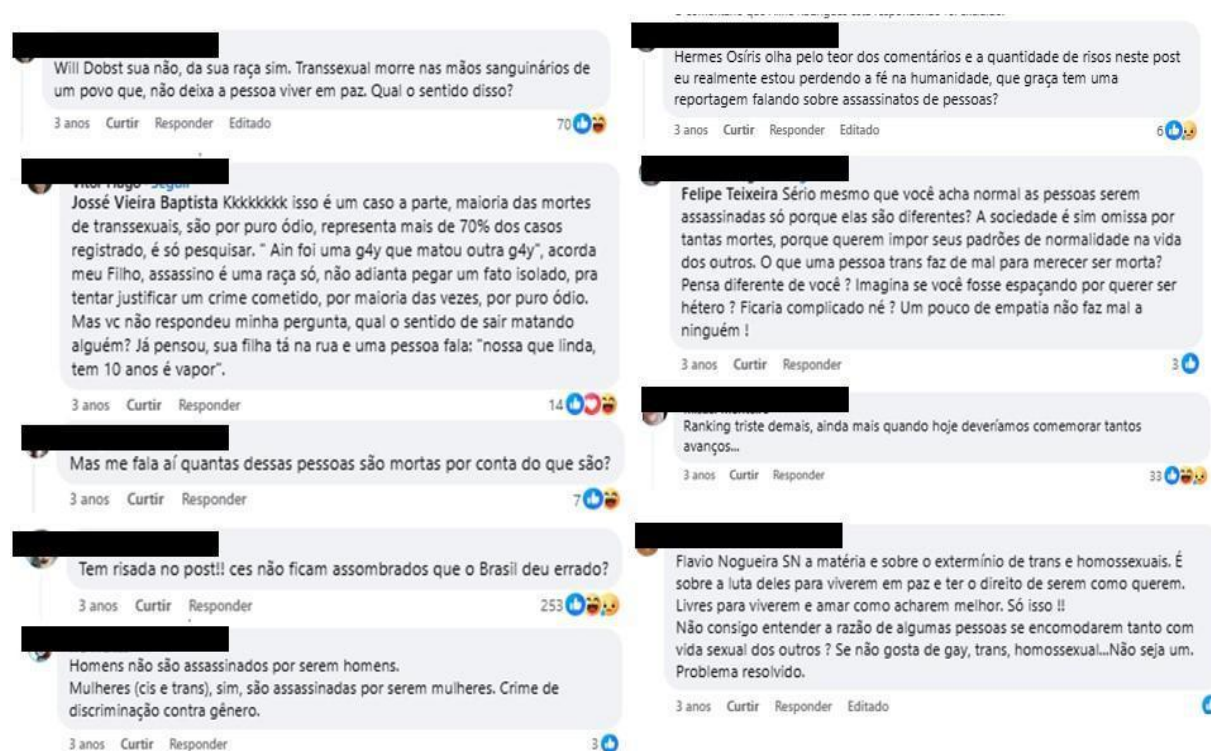 Will Dobst sua não, da sua raça sim. Transsexual morre nas mãos sanguinários de
um povo que, não deixa a pessoa viver em paz. Qual o sentido disso?
3 anos Curtir Responder Editado
70
Jossé Vieira Baptista Kkkkkkkk isso é um caso a parte, maioria das mortes
de transsexuais, são por puro ódio, representa mais de 70% dos casos
registrado, é só pesquisar. " Ain foi uma g4y que matou outra g4y", acorda
meu Filho, assassino é uma raça só, não adianta pegar um fato isolado, pra
tentar justificar um crime cometido, por maioria das vezes, por puro ódio.
Mas vc não respondeu minha pergunta, qual o sentido de sair matando
alguém? Já pensou, sua filha tá na rua e uma pessoa fala: "nossa que linda,
tem 10 anos é vapor".
3 anos Curtir Responder
14
Mas me fala aí quantas dessas pessoas são mortas por conta do que são?
3 anos Curtir Responder
7
Tem risada no post!! ces não ficam assombrados que o Brasil deu errado?
3 anos Curtir Responder
253
Homens não são assassinados por serem homens.
Mulheres (cis e trans), sim, são assassinadas por serem mulheres. Crime de
discriminação contra gênero.
3 anos Curtir Responder
3
Hermes Osíris olha pelo teor dos comentários e a quantidade de risos neste post
eu realmente estou perdendo a fé na humanidade, que graça tem uma
reportagem falando sobre assassinatos de pessoas?
3 anos Curtir Responder Editado
6
Felipe Teixeira Sério mesmo que você acha normal as pessoas serem
assassinadas só porque elas são diferentes? A sociedade é sim omissa por
tantas mortes, porque querem impor seus padrões de normalidade na vida
dos outros. O que uma pessoa trans faz de mal para merecer ser morta?
Pensa diferente de você ? Imagina se você fosse espaçando por querer ser
hétero ? Ficaria complicado né ? Um pouco de empatia não faz mal a
ninguém !
3 anos Curtir Responder
3
Ranking triste demais, ainda mais quando hoje deveríamos comemorar tantos
avanços...
3 anos Curtir Responder
33
Flavio Nogueira SN a matéria e sobre o extermínio de trans e homossexuais. É
sobre a luta deles para viverem em paz e ter o direito de serem como querem.
Livres para viverem e amar como acharem melhor. Só isso !!
Não consigo entender a razão de algumas pessoas se encomodarem tanto com
vida sexual dos outros ? Se não gosta de gay, trans, homossexual...Não seja um.
Problema resolvido.
3 anos Curtir Responder Editado